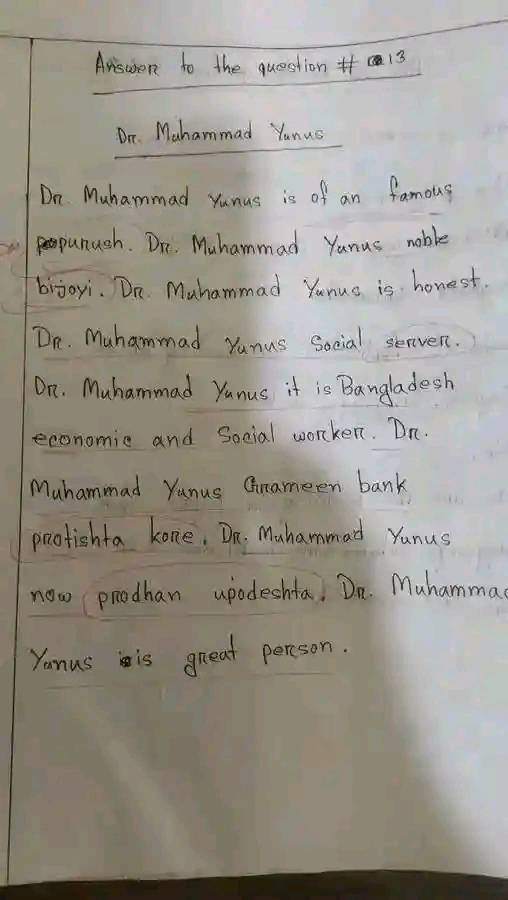 Answer to the question # 13
Dr. Muhammad Yunus
Dr. Muhammad Yunus is of an famous
popurush. Dr. Muhammad Yunus noble
bijoyi. Dr. Muhammad Yunus is honest.
Dr. Muhammad Yunus Social server.
Dr. Muhammad Yunus it is Bangladesh
economic and Social worker. Dr.
Muhammad Yunus Grameen bank
protishta kore. Dr. Muhammad Yunus
now prodhan upodeshta. Dr. Muhammad
Yunus is great person.